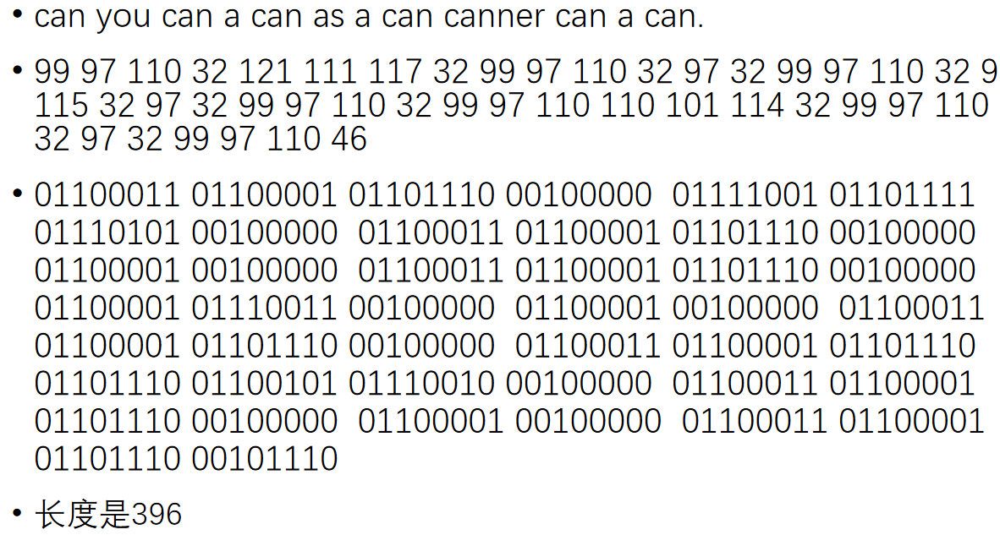 • can you can a can as a can canner can a can.
• 99 97 110 32 121 111 117 32 99 97 110 32 97 32 99 97 110 32 9
115 32 97 32 99 97 110 32 99 97 110 110 101 114 32 99 97 110
32 97 32 99 97 110 46
• 01100011 01100001 01101110 00100000 01111001 01101111
01110101 00100000 01100011 01100001 01101110 00100000
01100001 00100000 01100011 01100001 01101110 00100000
01100001 01110011 00100000 01100001 00100000 01100011
01100001 01101110 00100000 01100011 01100001 01101110
01101110 01100101 01110010 00100000 01100011 01100001
01101110 00100000 01100001 00100000 01100011 01100001
01101110 00101110
• 长度是396